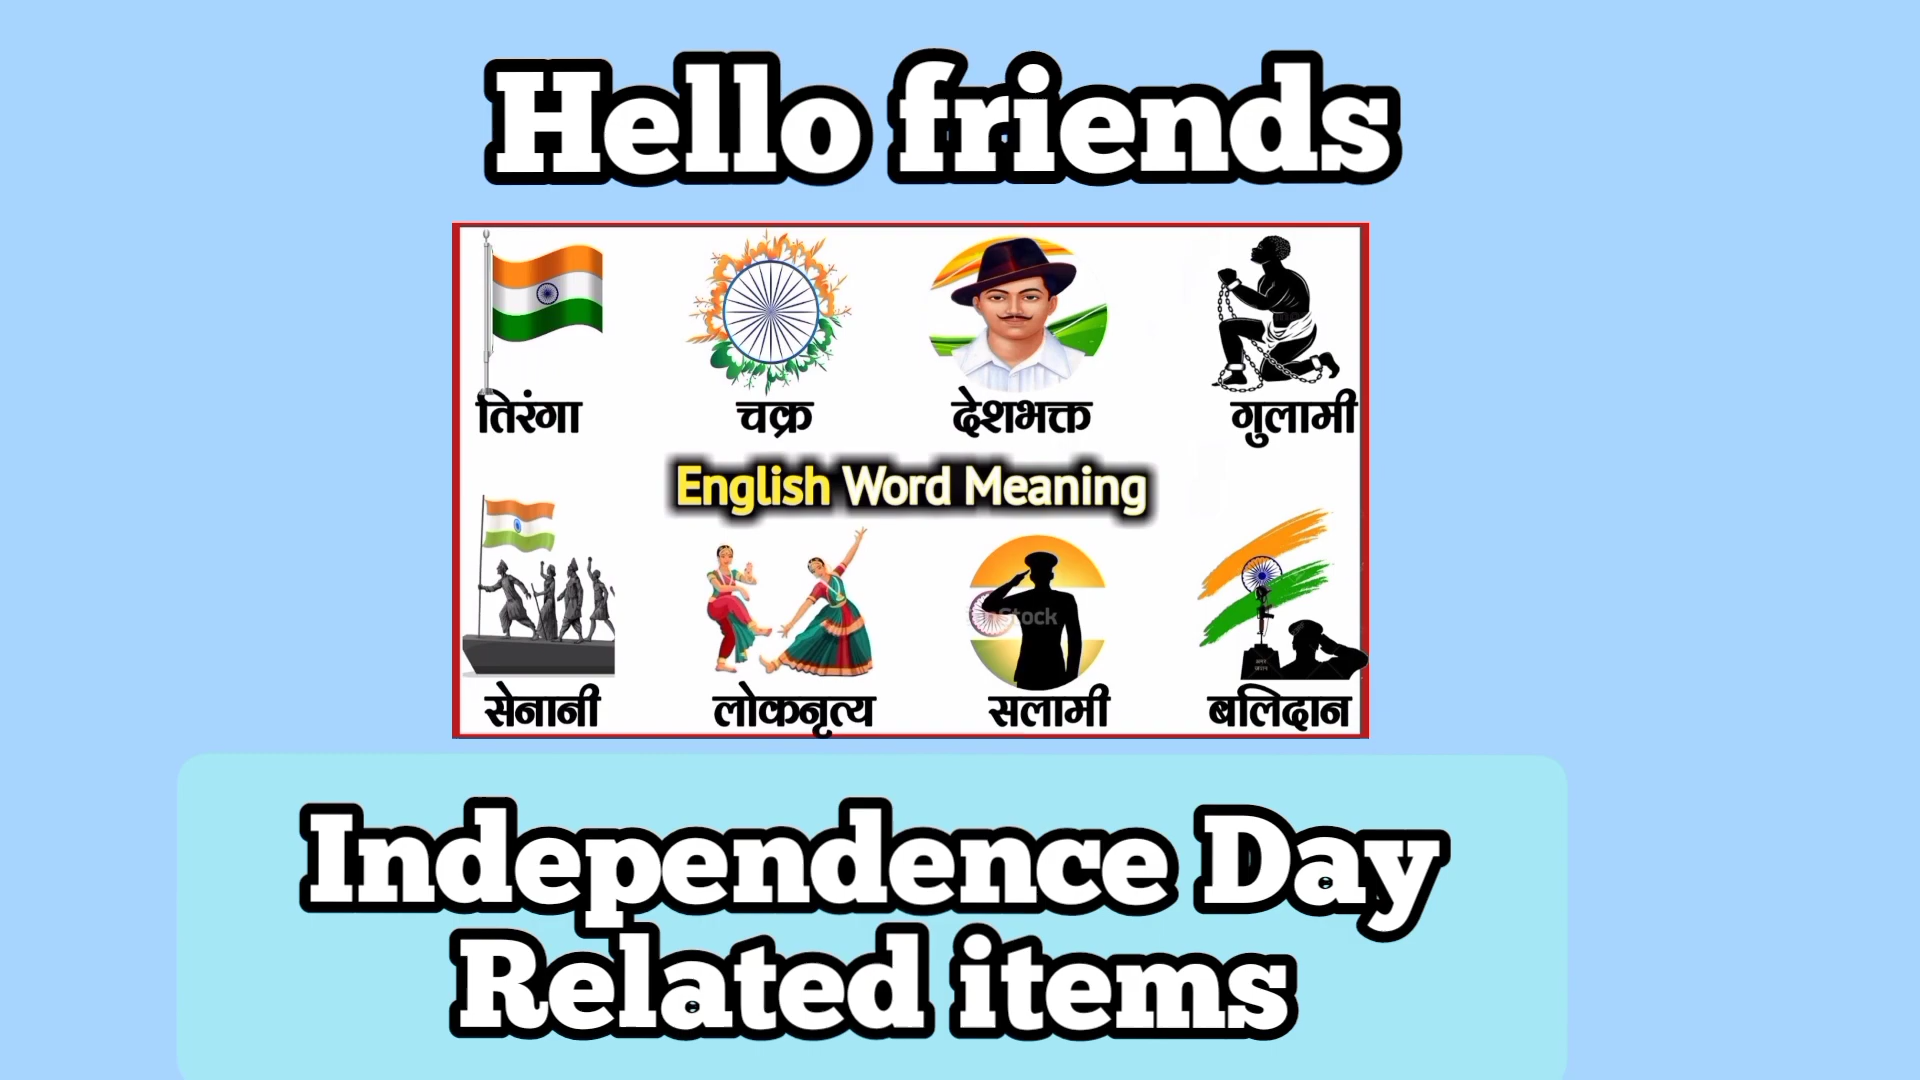 Hello friends
तिरंगा चक्र देशभक्त गुलामी
English Word Meaning
सेनानी लोकनृत्य सलामी बलिदान
Independence Day
Related items